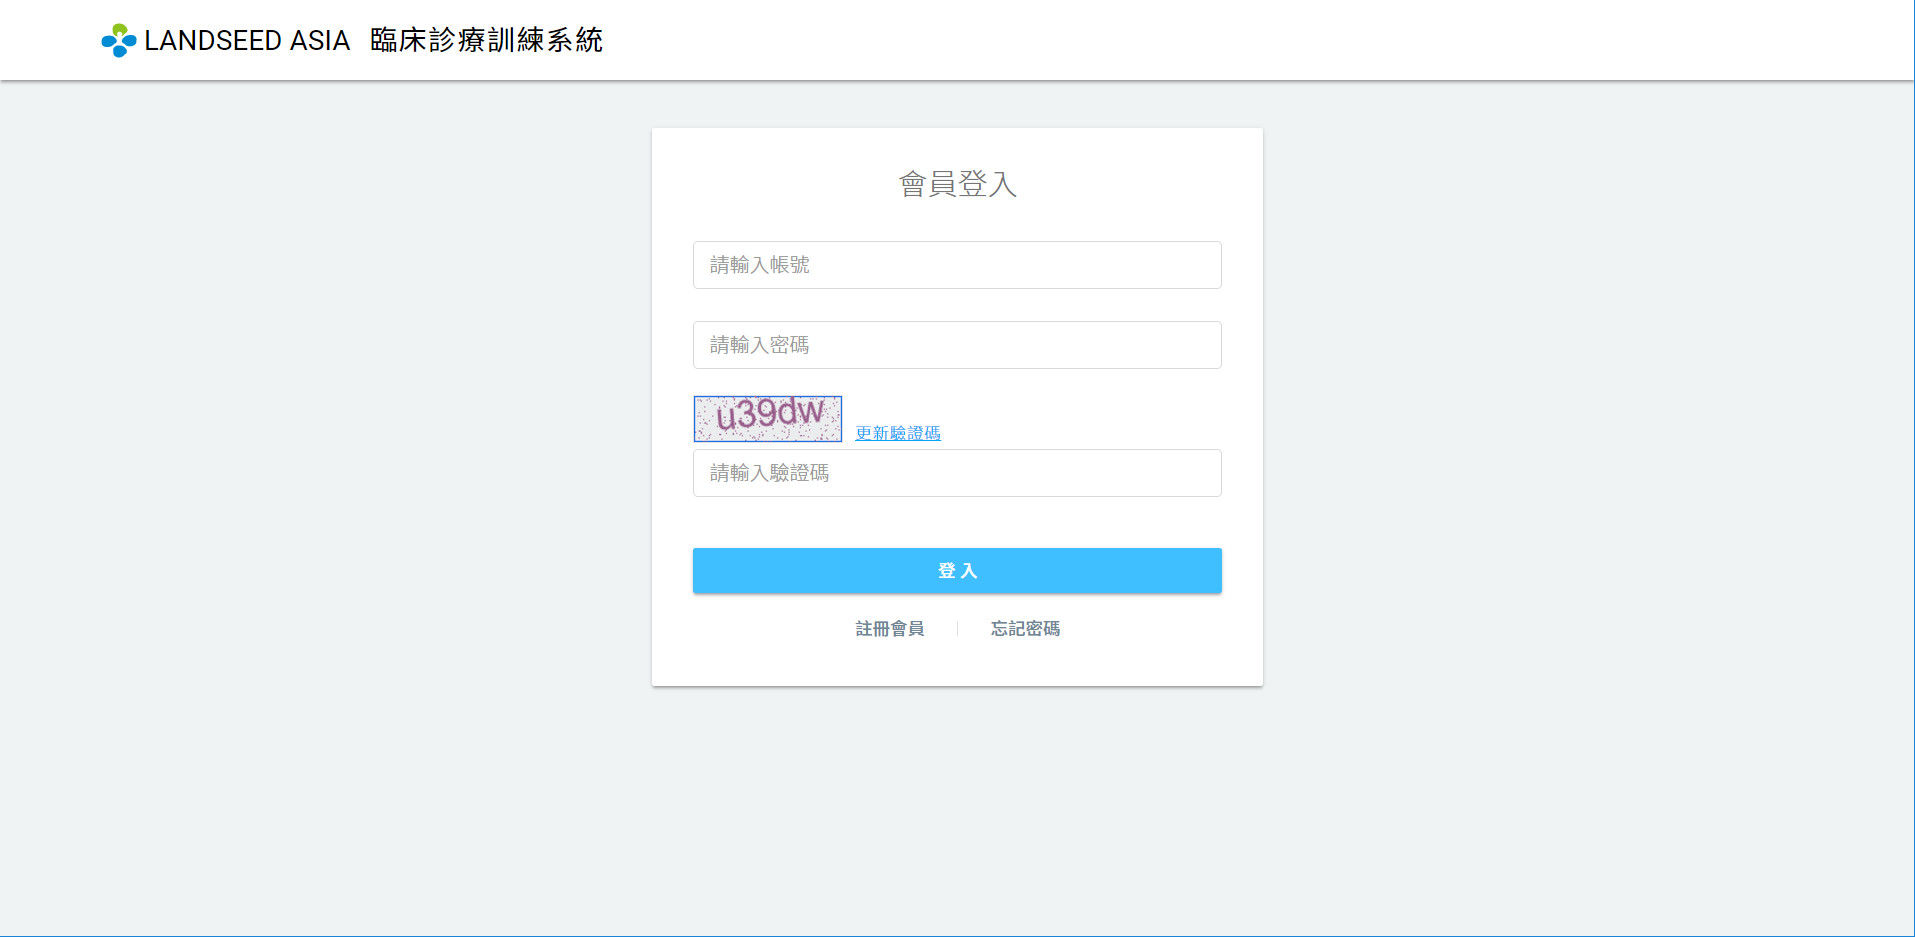 LANDSEED ASIA 臨床診療訓練系統
會員登入
請輸入帳號
請輸入密碼
u39dw 更新驗證碼
請輸入驗證碼
登入
註冊會員 忘記密碼